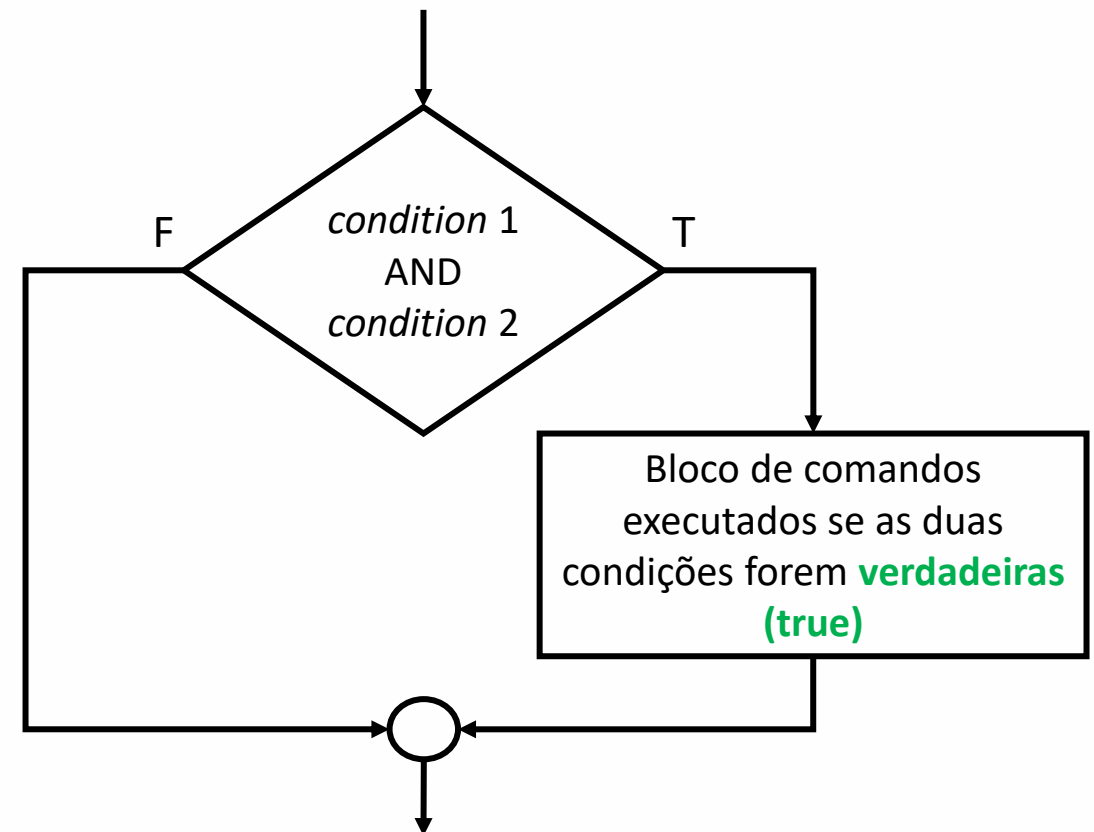 F
condition 1
AND
condition 2
T
Bloco de comandos
executados se as duas
condições forem verdadeiras
(true)